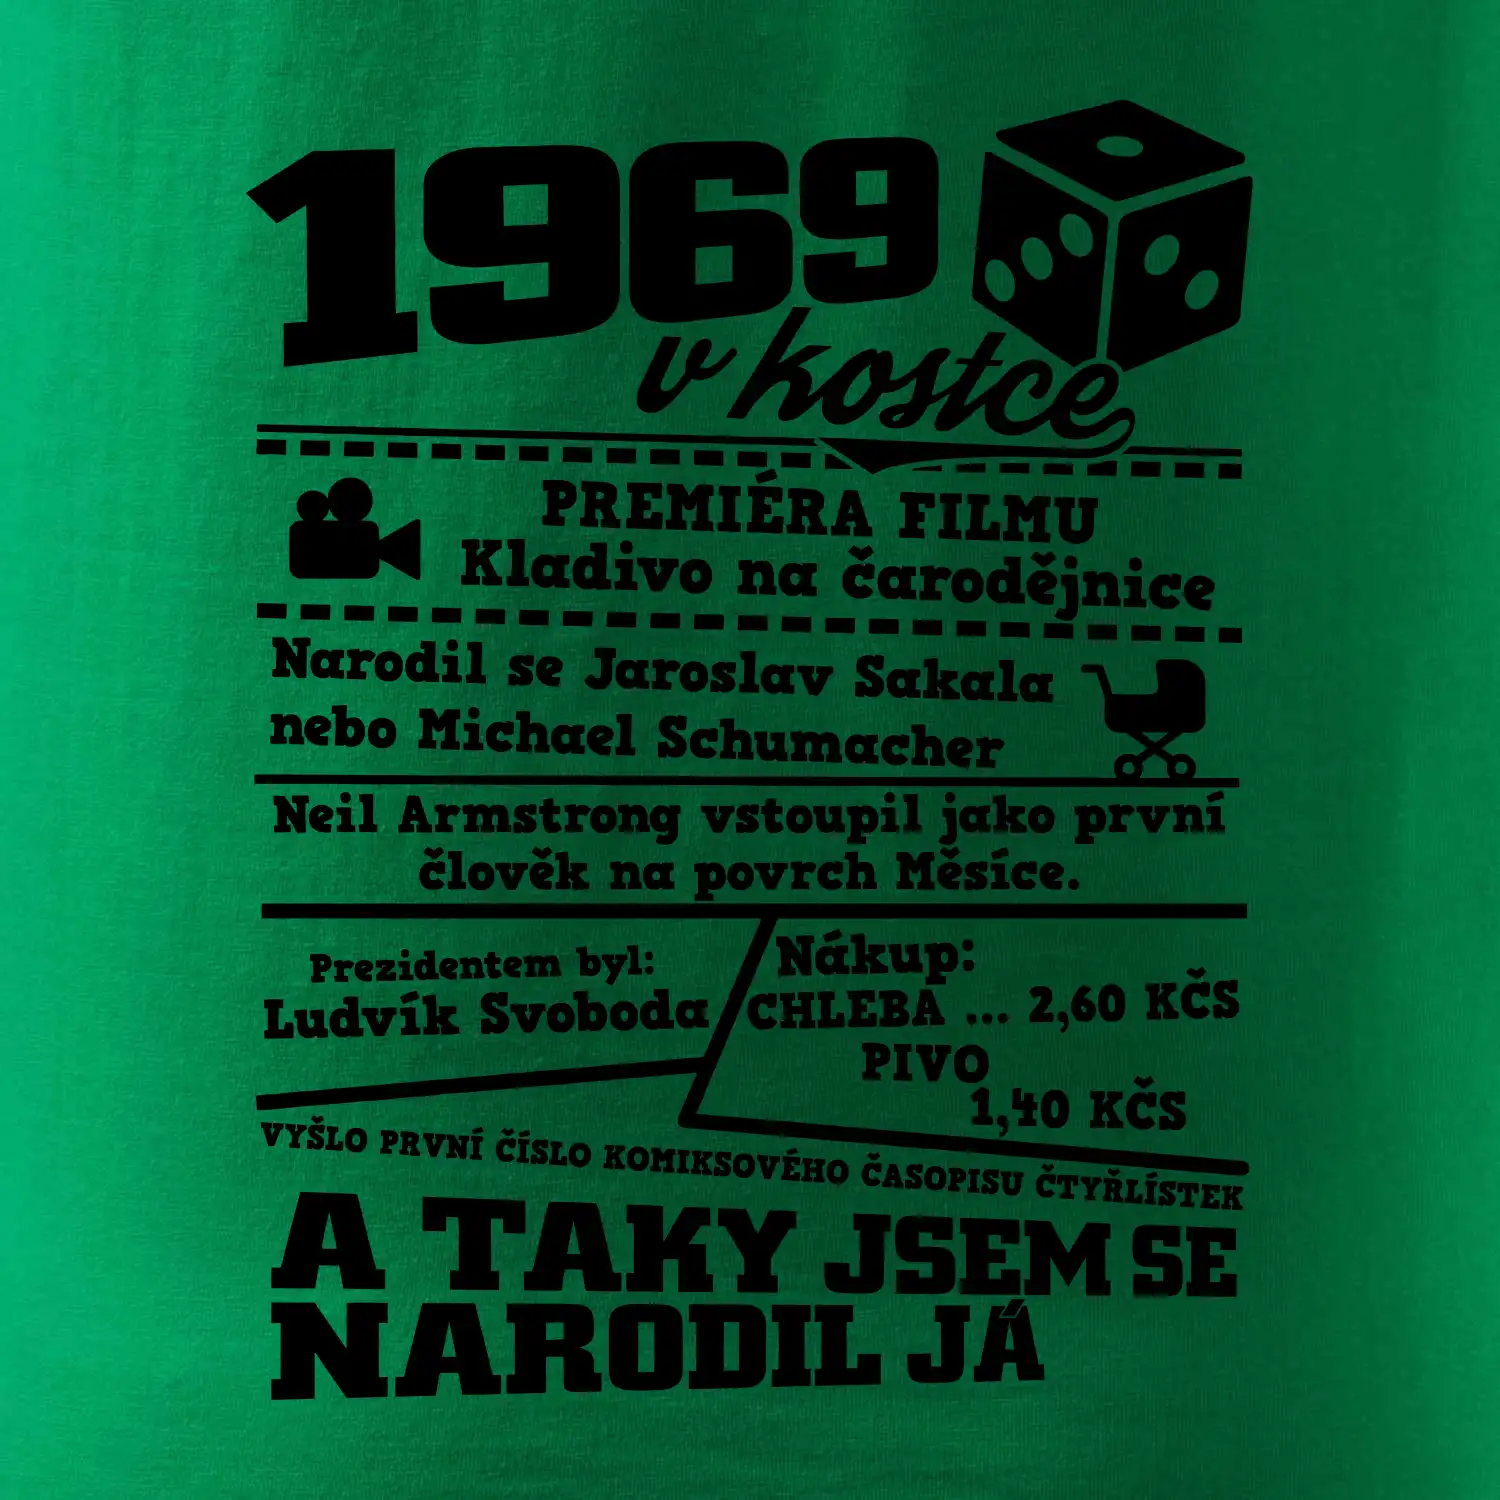 1969
v kostce
PREMIÉRA FILMU
Kladivo na čarodějnice
Narodil se Jaroslav Sakala
nebo Michael Schumacher
Neil Armstrong vstoupil jako první
člověk na povrch Měsíce.
Prezidentem byl:
Ludvík Svoboda
Nákup:
CHLEBA ... 2,60 KČS
PIVO
1,40 KČS
VYŠLO PRVNÍ ČÍSLO KOMIKSOVÉHO ČASOPISU ČTYŘLÍSTEK
A TAKY JSEM SE
NARODIL JÁ